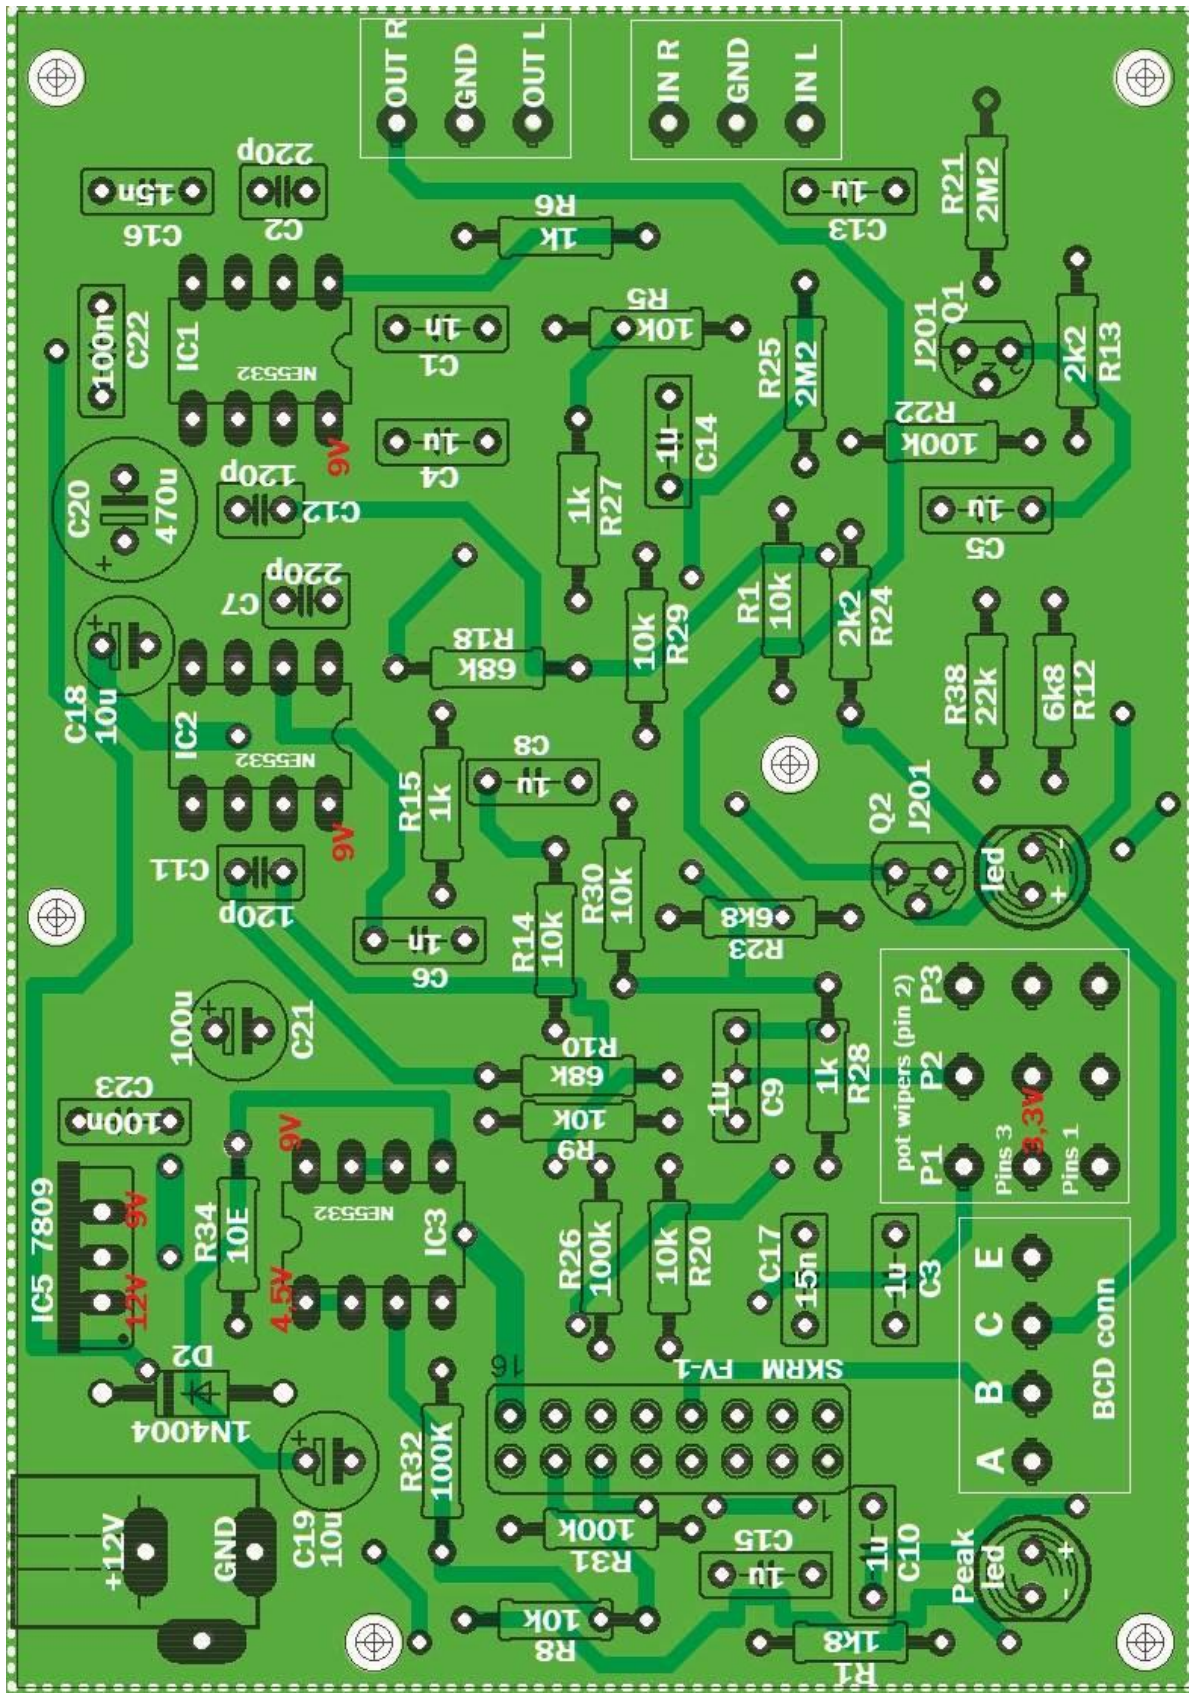 OUT R
GND
OUT L
IN R
GND
IN L
220p
C2
15n
C16
R6
1k
1u
C13
R21
2M2
100n
C22
IC1
NE5532
9V
1n
C1
R5
10k
R25
2M2
J201
Q1
2k2
R13
C20
470u
+
120p
C12
1u
C4
1k
R27
1u
C14
R22
100k
1u
C5
220p
C7
+
C18
10u
IC2
NE5532
9V
R18
68k
10k
R29
R1
10k
2k2
R24
R38
22k
6k8
R12
R15
1k
C8
1u
Q2
J201
C11
120p
1n
C6
R14
10k
R30
10k
6k8
R23
led
-
+
100u
+
C21
C23
100n
R10
68k
10k
R9
1u
C9
1k
R28
pot wipers (pin 2)
P1
P2
P3
Pins 3
3,3V
Pins 1
IC5 7809
9V
12V
R34
10E
9V
4,5V
NE5532
IC3
R26
100k
10k
R20
C17
15n
1u
C3
A
B
C
E
BCD conn
D2
1N4004
16
SKRM FV-1
1
+12V
GND
+
C19
10u
R32
100K
100k
R31
C15
1u
1u
C10
10k
R8
1k8
R1
Peak
led
+
-